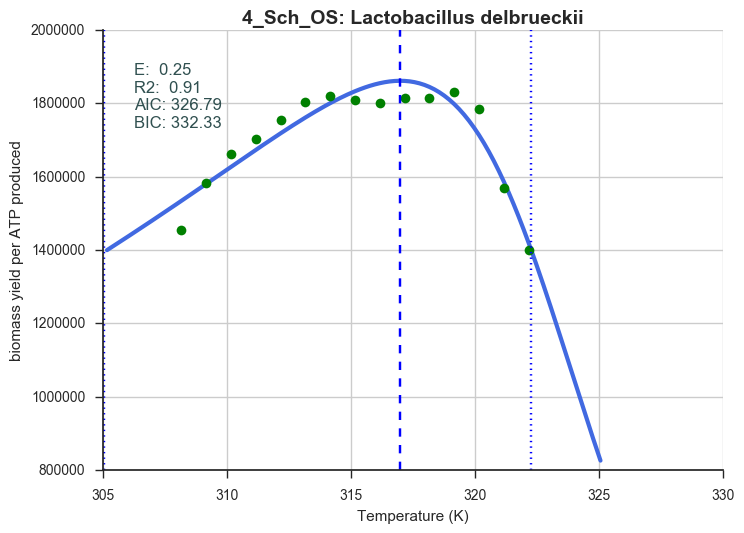 4_Sch_OS: Lactobacillus delbrueckii
E:  0.25
R2:  0.91
AIC: 326.79
BIC: 332.33
biomass yield per ATP produced
2000000
1800000
1600000
1400000
1200000
1000000
800000
305
310
315
320
325
330
Temperature (K)